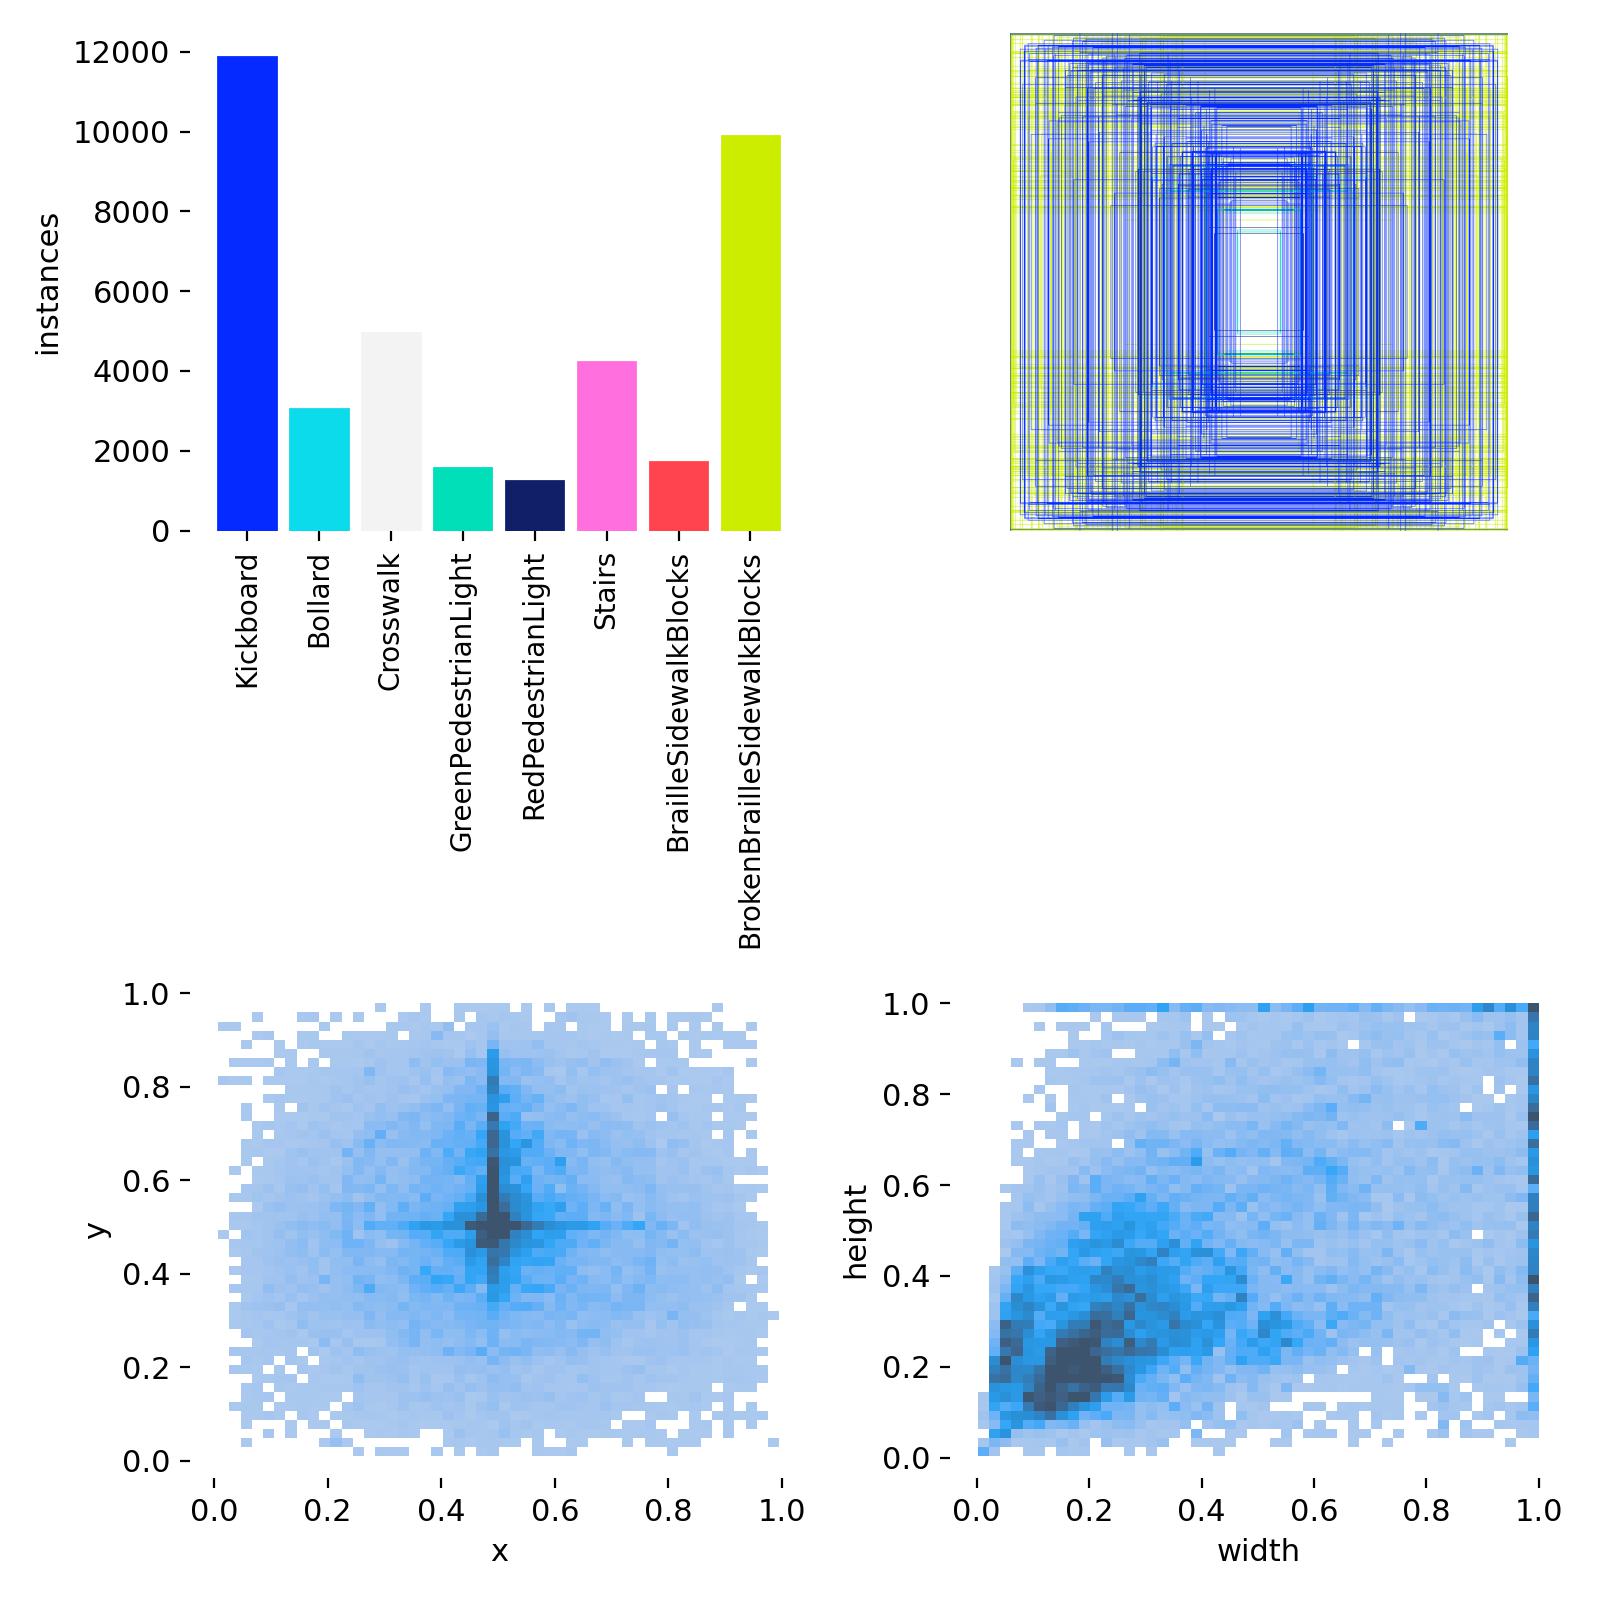 12000
10000
8000
6000
4000
2000
0
instances
Kickboard
Bollard
Crosswalk
GreenPedestrianLight
RedPedestrianLight
Stairs
BrailleSidewalkBlocks
BrokenBrailleSidewalkBlocks
1.0
0.8
0.6
0.4
0.2
0.0
y
0.0 0.2 0.4 0.6 0.8 1.0
x
1.0
0.8
0.6
0.4
0.2
0.0
height
0.0 0.2 0.4 0.6 0.8 1.0
width